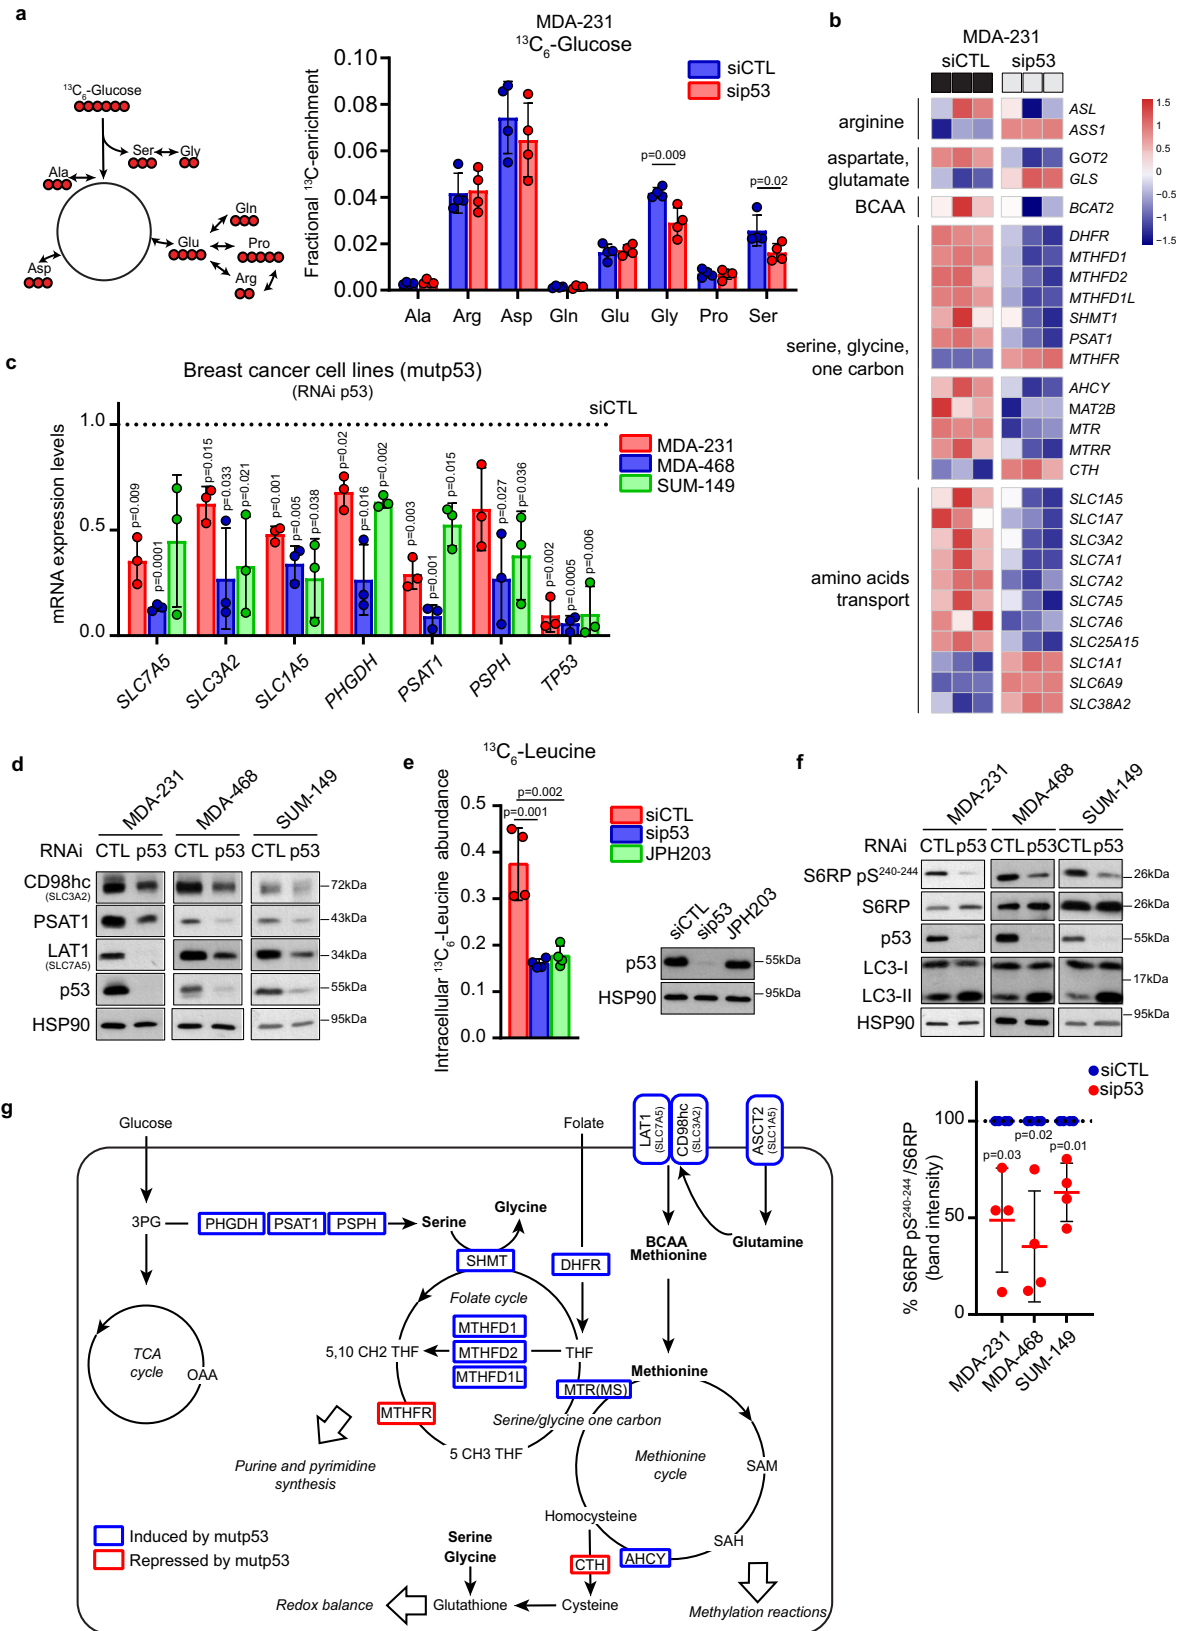 a
MDA-231
13C6-Glucose
13C6-Glucose
Ser
Gly
Ala
Gln
Glu
Pro
Asp
Arg
Fractional 13C-enrichment
0.10
0.08
0.06
0.04
0.02
0.00
siCTL
sip53
p=0.009
p=0.02
Ala Arg Asp Gln Glu Gly Pro Ser
b
MDA-231
siCTL sip53
arginine
aspartate,
glutamate
BCAA
serine, glycine,
one carbon
amino acids
transport
ASL
ASS1
GOT2
GLS
BCAT2
DHFR
MTHFD1
MTHFD2
MTHFD1L
SHMT1
PSAT1
MTHFR
AHCY
MAT2B
MTR
MTRR
CTH
SLC1A5
SLC1A7
SLC3A2
SLC7A1
SLC7A2
SLC7A5
SLC7A6
SLC25A15
SLC1A1
SLC6A9
SLC38A2
1.5
1
0.5
0
−0.5
−1
−1.5
c
Breast cancer cell lines (mutp53)
(RNAi p53)
siCTL
mRNA expression levels
1.0
0.5
0.0
MDA-231
MDA-468
SUM-149
p=0.009
p=0.0001
p=0.015
p=0.033
p=0.021
p=0.001
p=0.005
p=0.038
p=0.02
p=0.016
p=0.002
p=0.003
p=0.001
p=0.015
p=0.027
p=0.036
p=0.002
p=0.0005
p=0.006
SLC7A5
SLC3A2
SLC1A5
PHGDH
PSAT1
PSPH
TP53
d
MDA-231
MDA-468
SUM-149
RNAi CTL p53 CTL p53 CTL p53
CD98hc
(SLC3A2)
72kDa
PSAT1
43kDa
LAT1
(SLC7A5)
34kDa
p53
55kDa
HSP90
95kDa
e
13C6-Leucine
Intracellular 13C6-Leucine abundance
0.5
0.4
0.3
0.2
0.1
0.0
p=0.002
p=0.001
siCTL
sip53
JPH203
siCTL
sip53
JPH203
p53
55kDa
HSP90
95kDa
f
MDA-231
MDA-468
SUM-149
RNAi CTL p53 CTL p53 CTL p53
S6RP pS240-244
26kDa
S6RP
26kDa
p53
55kDa
LC3-I
17kDa
LC3-II
HSP90
95kDa
siCTL
sip53
% S6RP pS240-244/S6RP
(band intensity)
100
50
0
p=0.03
p=0.02
p=0.01
MDA-231
MDA-468
SUM-149
g
Glucose
Folate
LAT1
(SLC7A5)
CD98hc
(SLC3A2)
ASCT2
(SLC1A5)
3PG
PHGDH
PSAT1
PSPH
Serine
Glycine
SHMT
DHFR
BCAA
Methionine
Glutamine
Folate cycle
MTHFD1
MTHFD2
MTHFD1L
5,10 CH2 THF
THF
TCA
cycle
OAA
Methionine
MTR(MS)
MTHFR
Serine/glycine one carbon
5 CH3 THF
Purine and pyrimidine
synthesis
Methionine
cycle
SAM
Homocysteine
SAH
AHCY
CTH
Induced by mutp53
Repressed by mutp53
Serine
Glycine
Redox balance
Glutathione
Cysteine
Methylation reactions